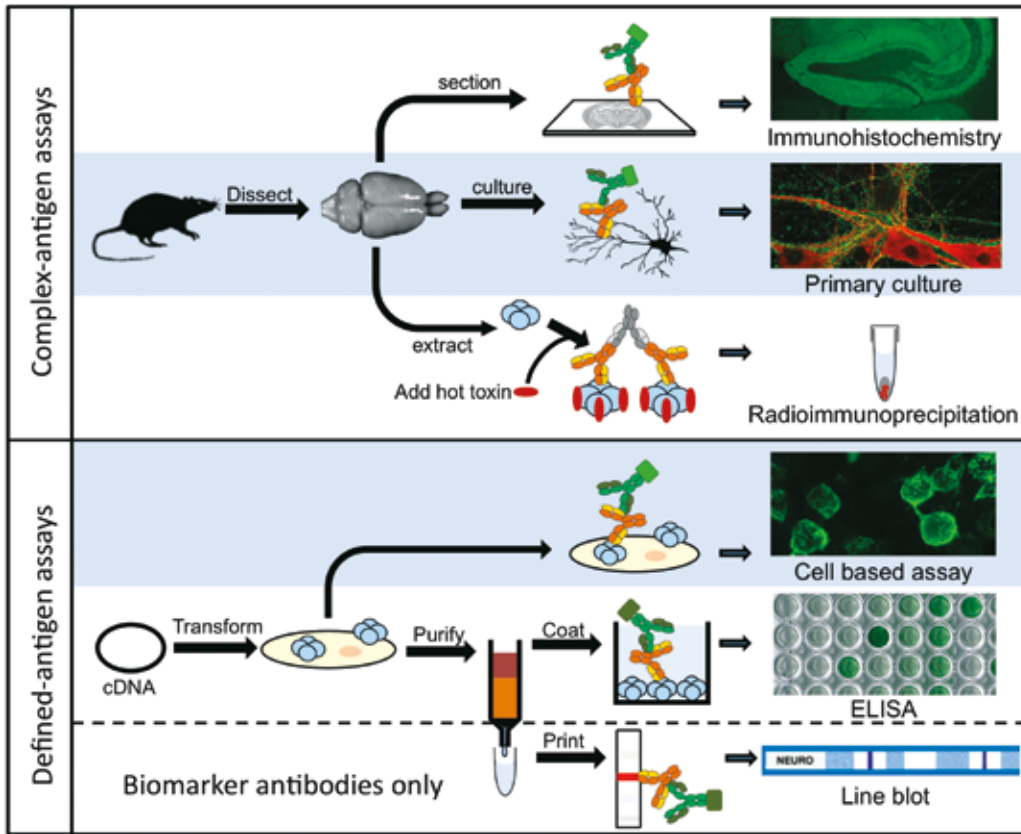 Complex-antigen assays
section
Immunohistochemistry
Dissect
culture
Primary culture
extract
Add hot toxin
Radioimmunoprecipitation
Defined-antigen assays
Cell based assay
Transform
Purify
Coat
cDNA
ELISA
Print
NEURO
Biomarker antibodies only
Line blot